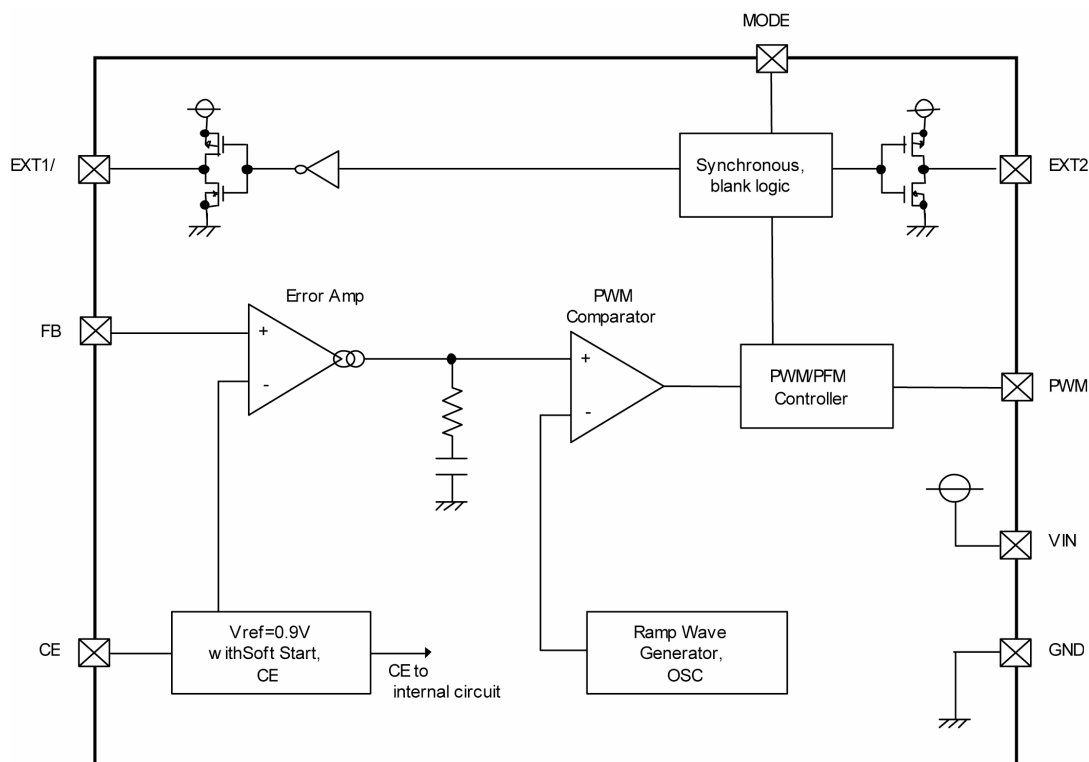 MODE
EXT1/
Synchronous,
blank logic
EXT2
Error Amp
PWM
Comparator
FB
+
-
+
-
PWM/PFM
Controller
PWM
VIN
CE
Vref=0.9V
withSoft Start,
CE
CE to
internal circuit
Ramp Wave
Generator,
OSC
GND